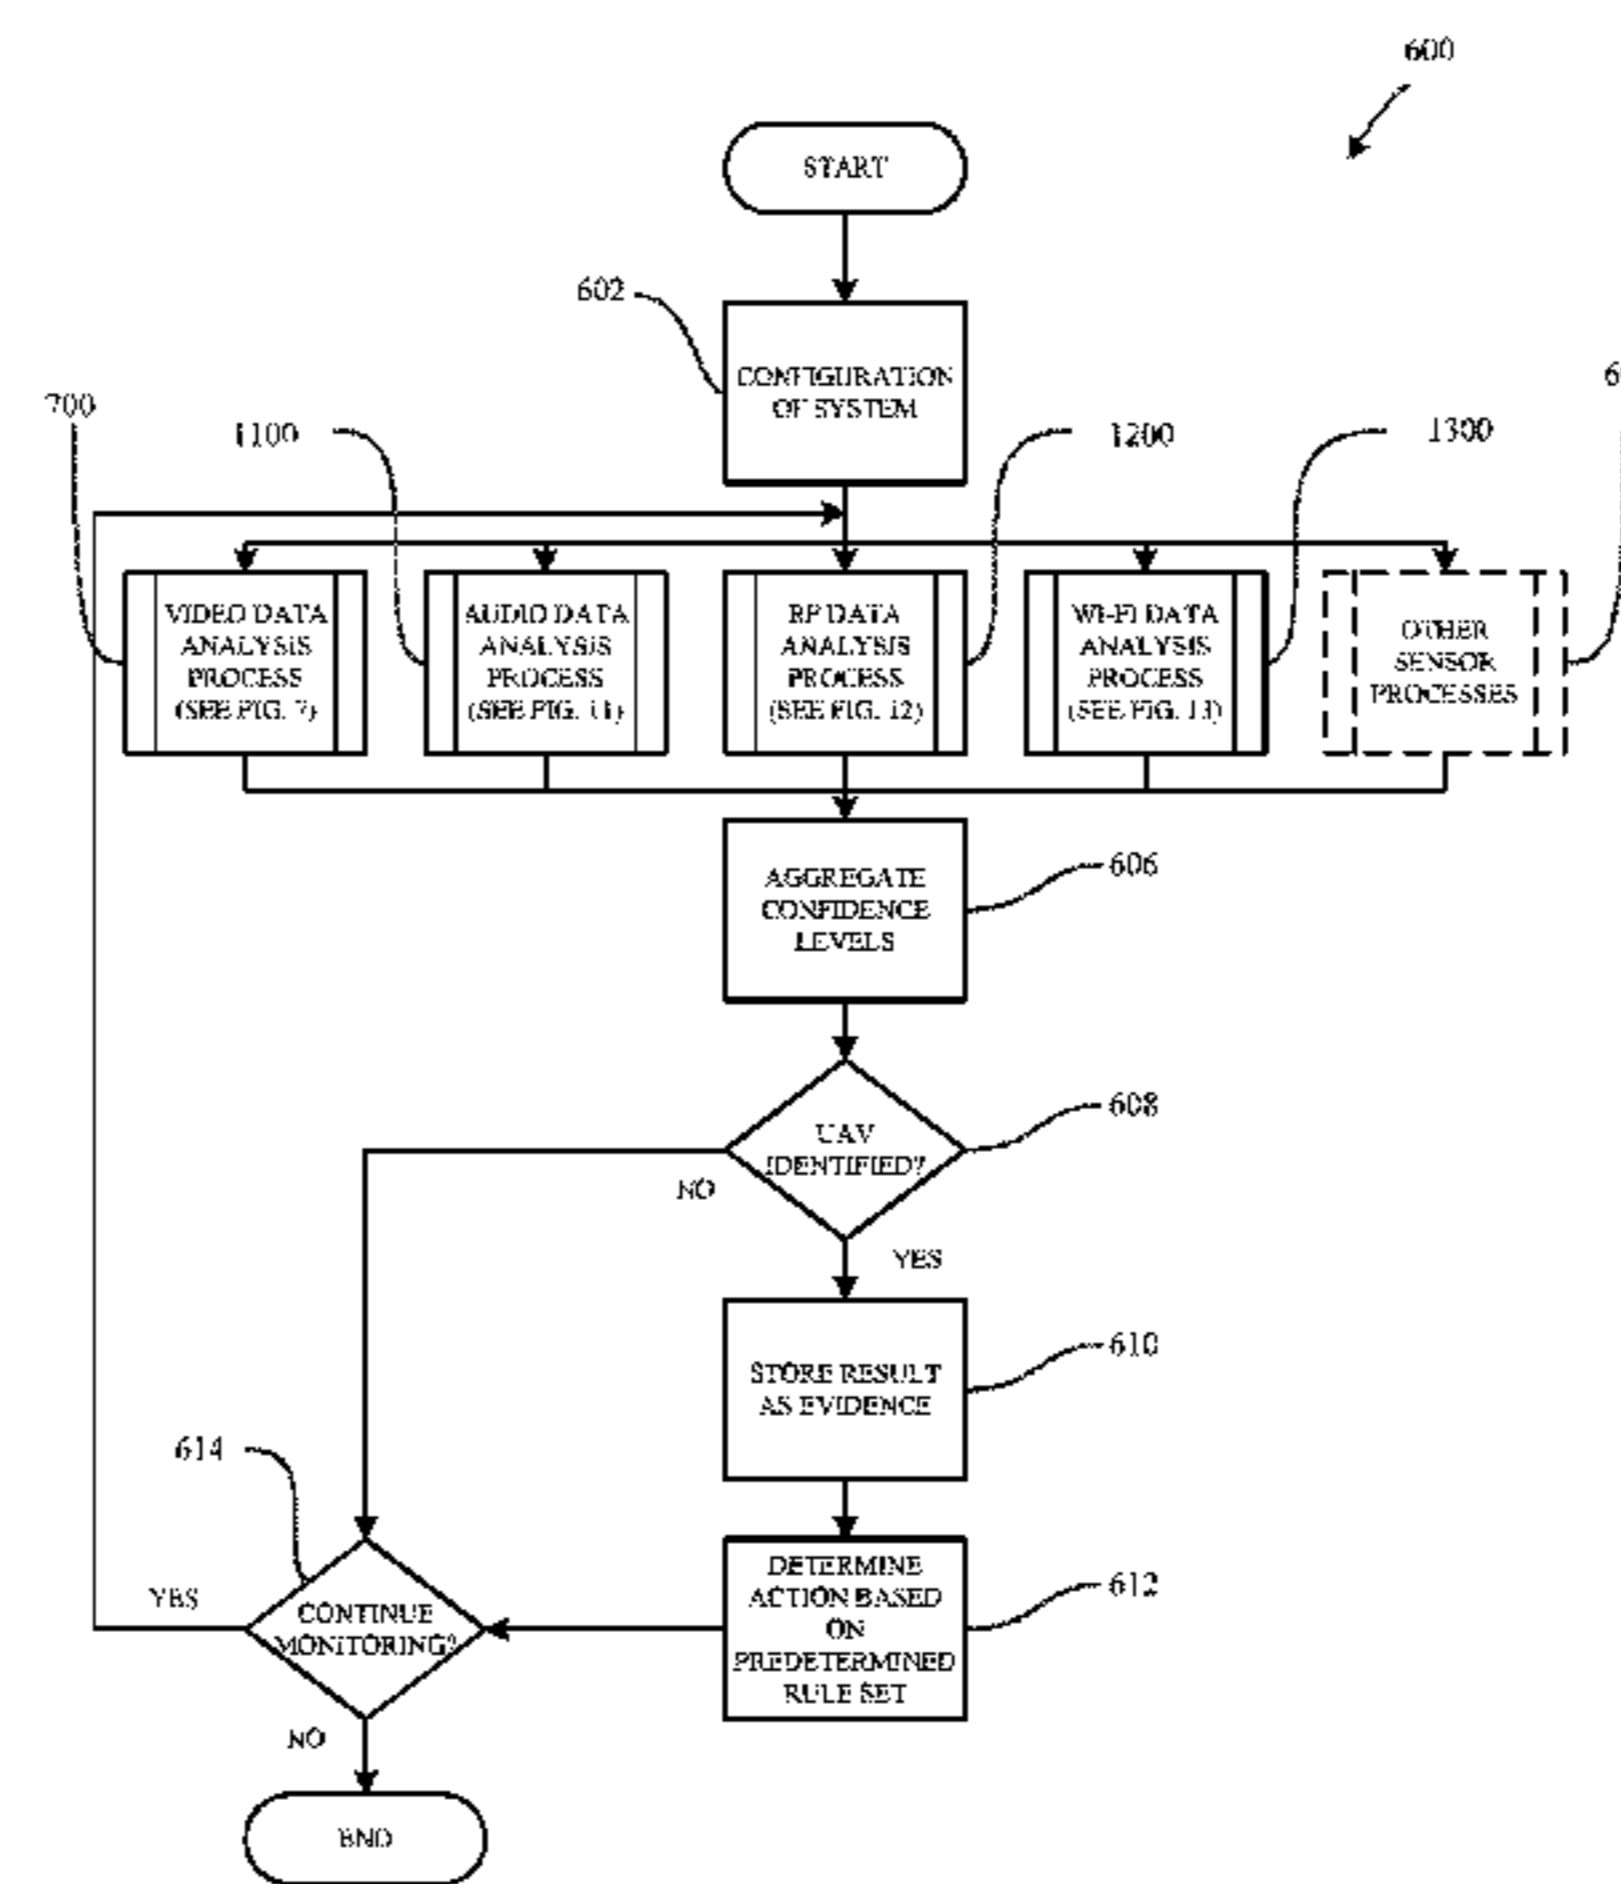 600
START
602
CONFIGURATION
OF SYSTEM
700
1100
1200
1300
6
VIDEO DATA
ANALYSIS
PROCESS
(SEE FIG. 7)
AUDIO DATA
ANALYSIS
PROCESS
(SEE FIG. 11)
RF DATA
ANALYSIS
PROCESS
(SEE FIG. 12)
WI-FI DATA
ANALYSIS
PROCESS
(SEE FIG. 13)
OTHER
SENSOR
PROCESSES
AGGREGATE
CONFIDENCE
LEVELS
606
UAV
IDENTIFIED?
608
NO
YES
STORE RESULT
AS EVIDENCE
610
614
DETERMINE
ACTION BASED
ON
PREDETERMINED
RULE SET
612
YES
CONTINUE
MONITORING?
NO
END